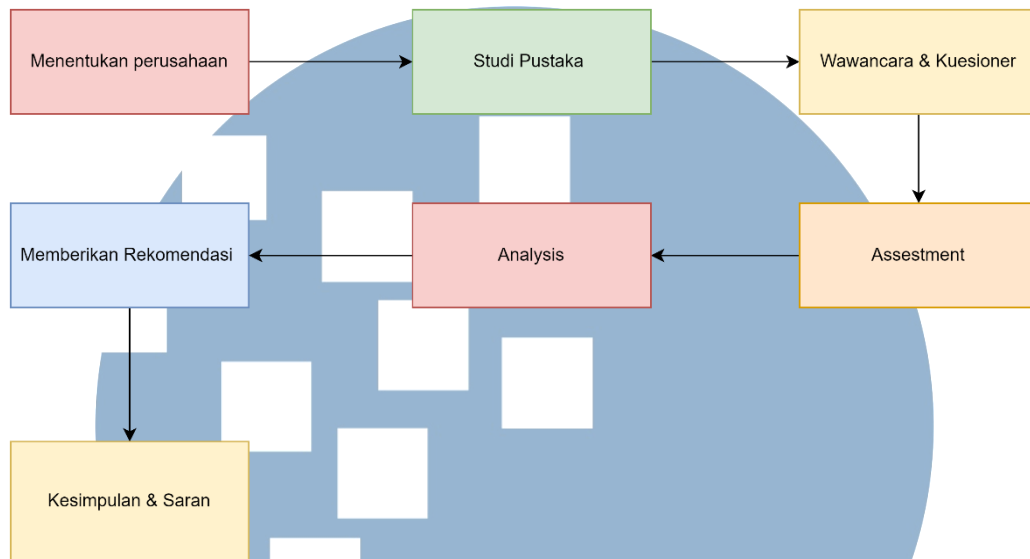 Menentukan perusahaan
Studi Pustaka
Wawancara & Kuesioner
Assestment
Analysis
Memberikan Rekomendasi
Kesimpulan & Saran